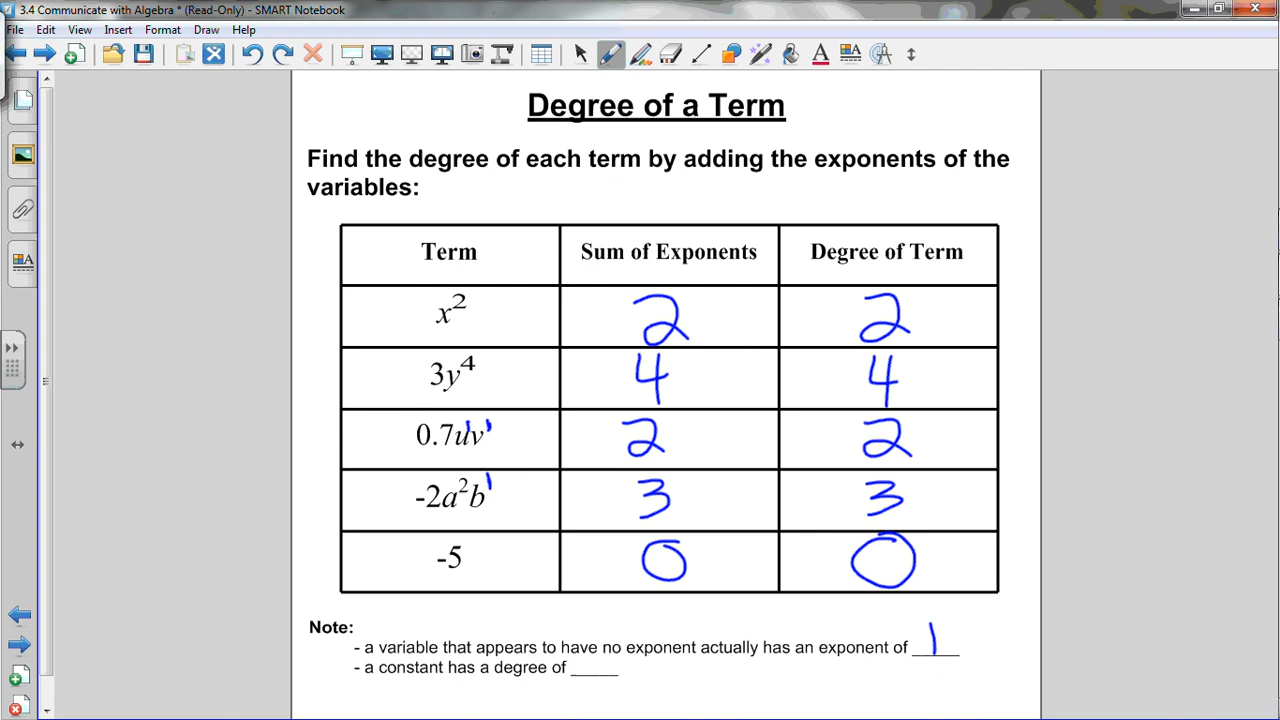 3.4 Communicate with Algebra * (Read-Only) - SMART Notebook
File Edit View Insert Format Draw Help
Degree of a Term
Find the degree of each term by adding the exponents of the
variables:
Term Sum of Exponents Degree of Term
x² 2 2
3y⁴ 4 4
0.7u¹v¹ 2 2
-2a²b¹ 3 3
-5 0 0
Note:
- a variable that appears to have no exponent actually has an exponent of 1
- a constant has a degree of _____